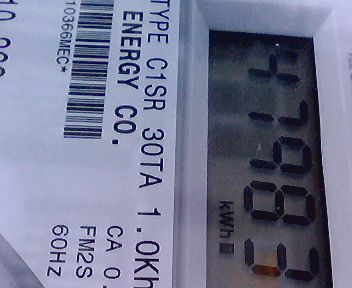 47983
kWh
TYPE C1SR 30TA 1.0Kh
ENERGY CO.
CA 0.
FM2S
60Hz
10366MEC*